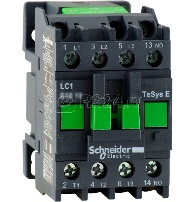 1 L1 3 L2 5 L3 13 NO
LC1
TeSys E
Schneider
Electric
2 T1 4 T2 6 T3 14 NO